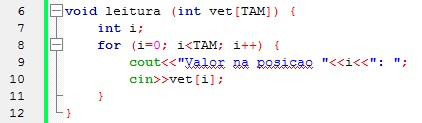 6 void leitura (int vet[TAM]) {
7 int i;
8 for (i=0; i<TAM; i++) {
9 cout<<"Valor na posicao "<<i<<": ";
10 cin>>vet[i];
11 }
12 }